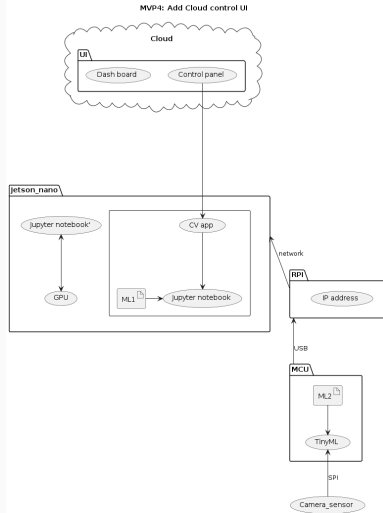 MVP4: Add Cloud control UI
Cloud
UI
Dash board
Control panel
Jetson_nano
Jupyter notebook'
CV app
network
RPI
GPU
ML1
Jupyter notebook
IP address
USB
MCU
ML2
TinyML
SPI
Camera_sensor